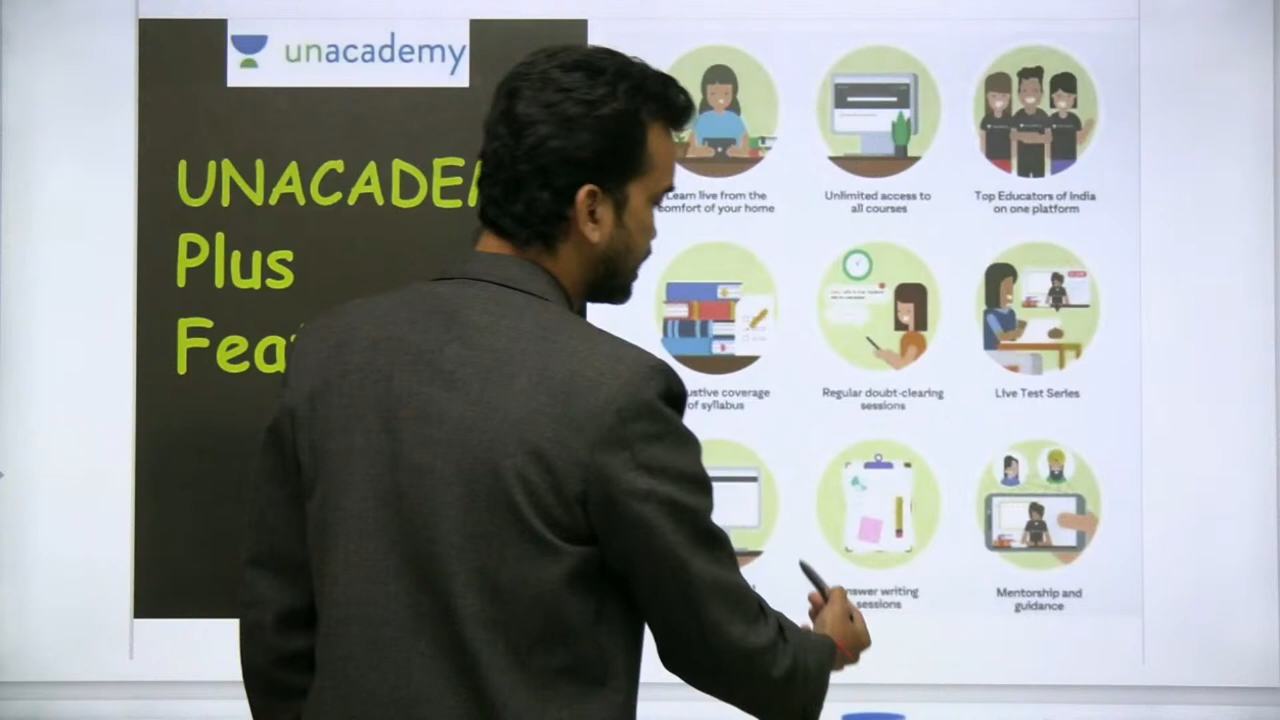 unacademy
UNACADE
Plus
Fea
Learn live from the
comfort of your home
Unlimited access to
all courses
Top Educators of India
on one platform
ustive coverage
of syllabus
Regular doubt-clearing
sessions
Live Test Series
nswer writing
sessions
Mentorship and
guidance